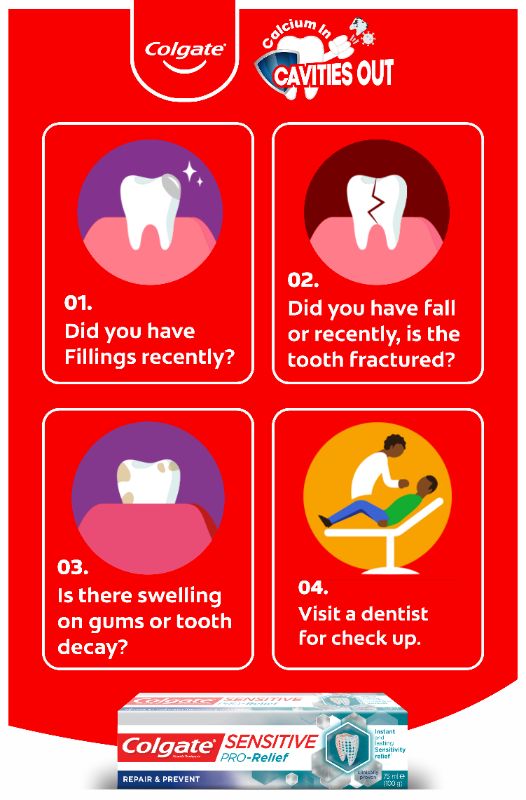 Colgate
Calcium In
CAVITIES OUT
01.
Did you have
Fillings recently?
02.
Did you have fall
or recently, is the
tooth fractured?
03.
Is there swelling
on gums or tooth
decay?
04.
Visit a dentist
for check up.
Colgate SENSITIVE
PRO-Relief
Colgate
SENSITIVE
PRO-Relief
REPAIR & PREVENT
Instant
and
lasting
Sensitivity
relief
clinically
proven
75 ml e
(100 g)